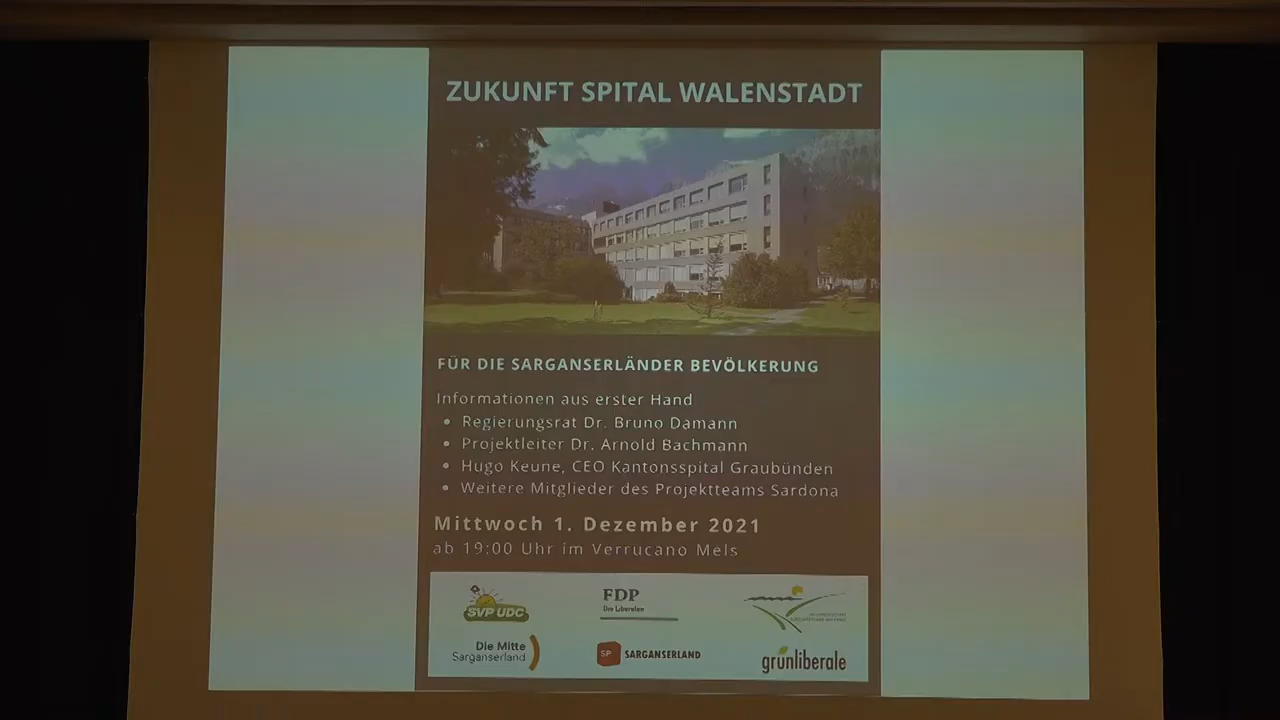 ZUKUNFT SPITAL WALENSTADT
FÜR DIE SARGANSERLÄNDER BEVÖLKERUNG
Informationen aus erster Hand
• Regierungsrat Dr. Bruno Damann
• Projektleiter Dr. Arnold Bachmann
• Hugo Keune, CEO Kantonsspital Graubünden
• Weitere Mitglieder des Projektteams Sardona
Mittwoch 1. Dezember 2021
ab 19:00 Uhr im Verrucano Mels
SVP UDC
FDP
Die Liberalen
Die Mitte
Sarganserland
SP SARGANSERLAND
grünliberale